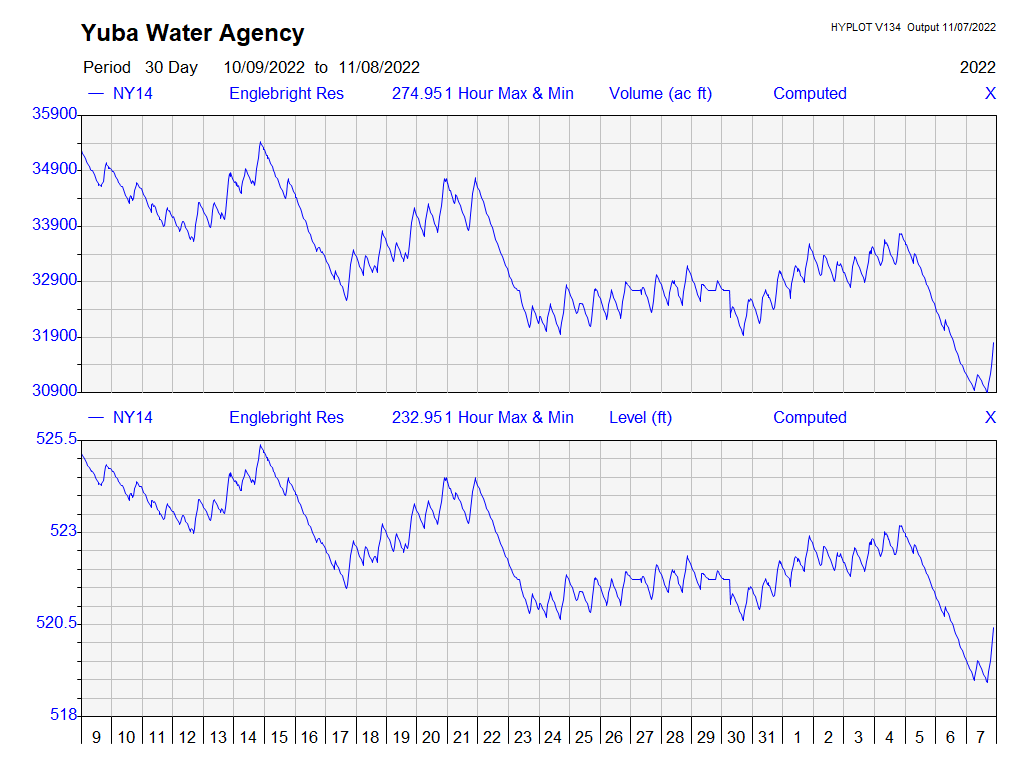 Yuba Water Agency
HYPLOT V134 Output 11/07/2022
Period 30 Day 10/09/2022 to 11/08/2022 2022
NY14 Englebright Res 274.951 Hour Max & Min Volume (ac ft) Computed X
35900
34900
33900
32900
31900
30900
NY14 Englebright Res 232.951 Hour Max & Min Level (ft) Computed X
525.5
523
520.5
518
9 10 11 12 13 14 15 16 17 18 19 20 21 22 23 24 25 26 27 28 29 30 31 1 2 3 4 5 6 7